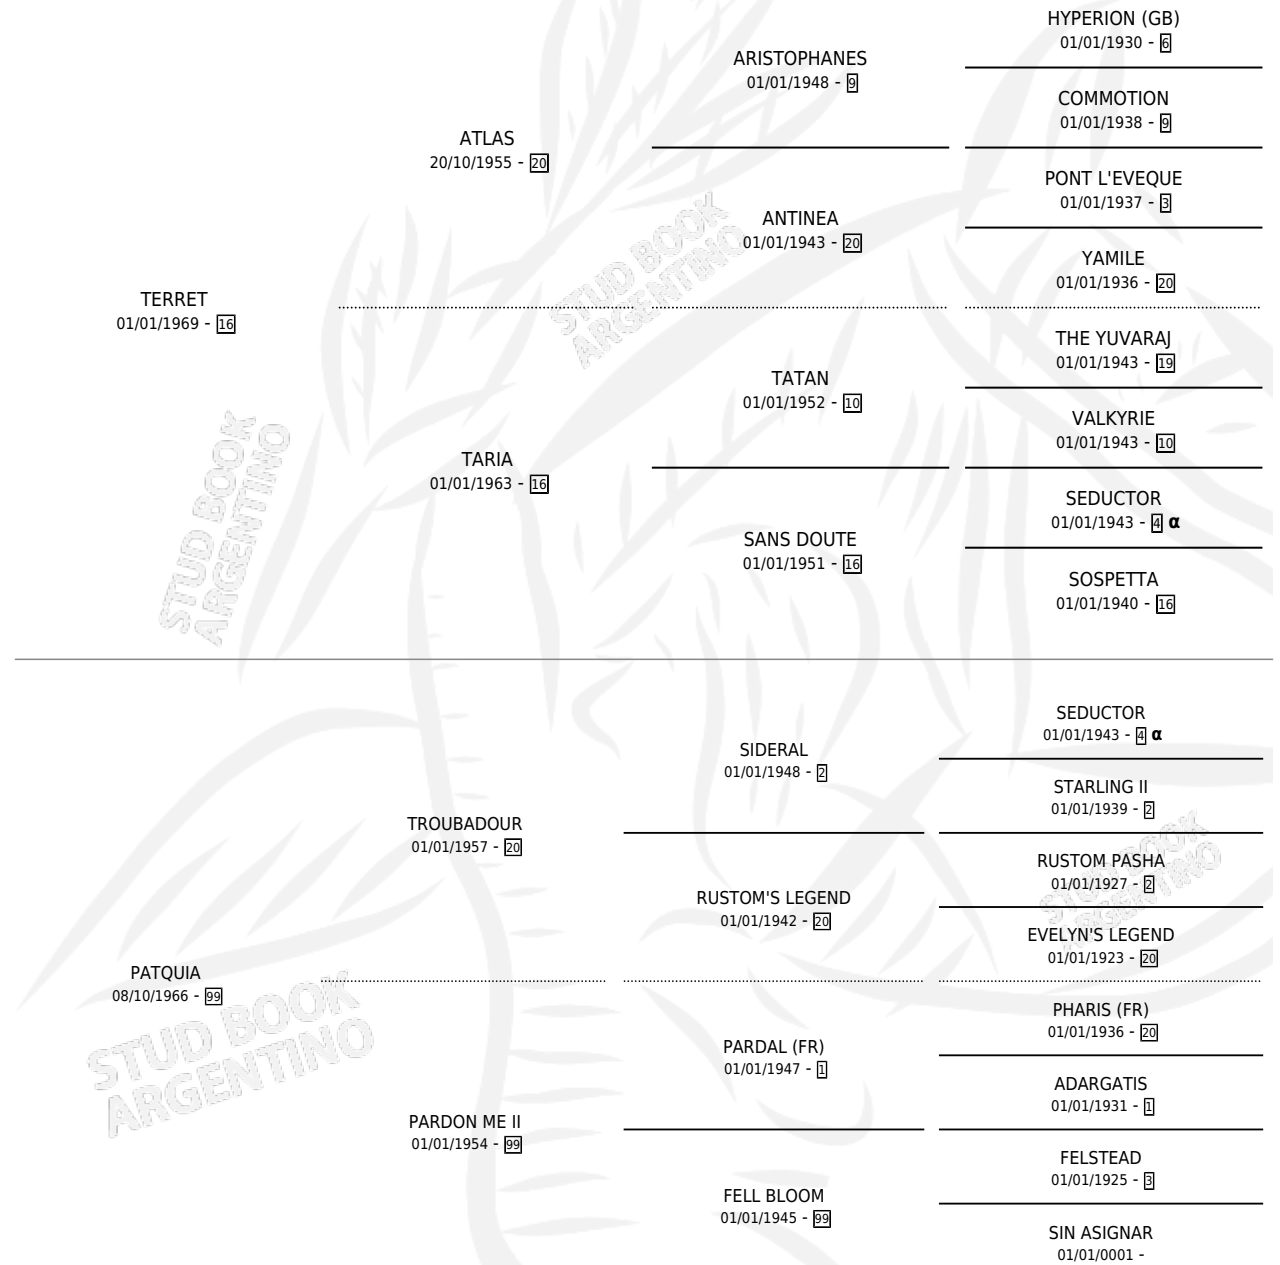 HYPERION (GB)
01/01/1930 - 6
ARISTOPHANES
01/01/1948 - 9
COMMOTION
01/01/1938 - 9
ATLAS
20/10/1955 - 20
PONT L'EVEQUE
01/01/1937 - 3
ANTINEA
01/01/1943 - 20
YAMILE
01/01/1936 - 20
STUD BOOK
ARGENTINO
TERRET
01/01/1969 - 16
THE YUVARAJ
01/01/1943 - 19
TATAN
01/01/1952 - 10
VALKYRIE
01/01/1943 - 10
TARIA
01/01/1963 - 16
SEDUCTOR
01/01/1943 - 4 α
SANS DOUTE
01/01/1951 - 16
SOSPETTA
01/01/1940 - 16
STUD BOOK
ARGENTINO
SEDUCTOR
01/01/1943 - 4 α
SIDERAL
01/01/1948 - 2
STARLING II
01/01/1939 - 2
TROUBADOUR
01/01/1957 - 20
RUSTOM PASHA
01/01/1927 - 2
RUSTOM'S LEGEND
01/01/1942 - 20
EVELYN'S LEGEND
01/01/1923 - 20
STUD BOOK
ARGENTINO
PATQUIA
08/10/1966 - 99
PHARIS (FR)
01/01/1936 - 20
PARDAL (FR)
01/01/1947 - 1
ADARGATIS
01/01/1931 - 1
STUD BOOK
ARGENTINO
PARDON ME II
01/01/1954 - 99
FELSTEAD
01/01/1925 - 3
FELL BLOOM
01/01/1945 - 99
SIN ASIGNAR
01/01/0001 -